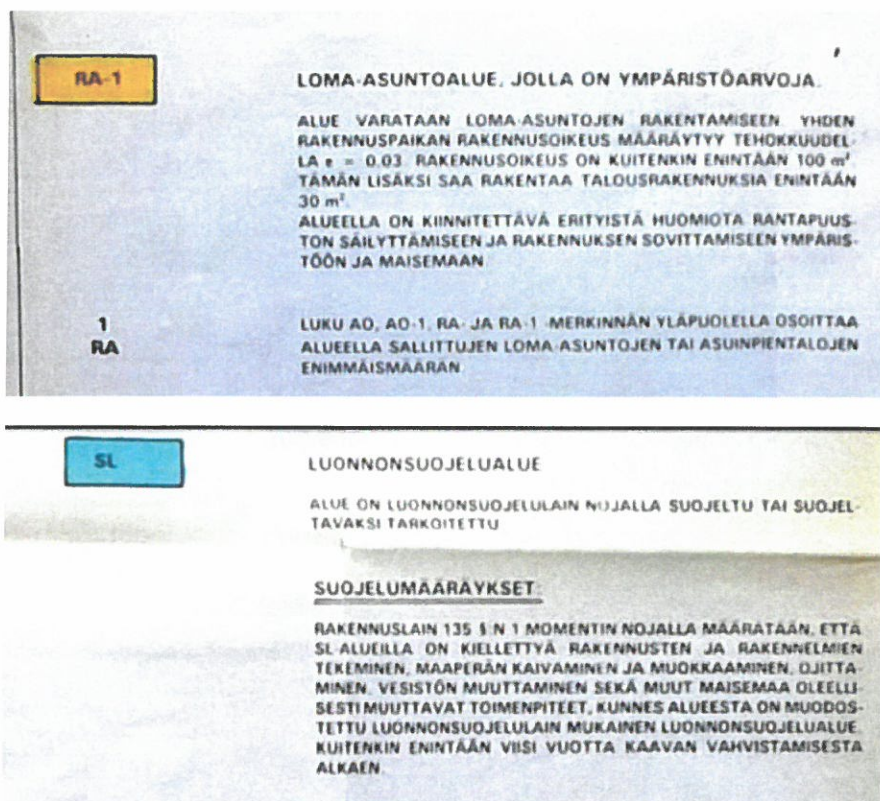 RA-1
LOMA-ASUNTOALUE, JOLLA ON YMPÄRISTÖARVOJA.
ALUE VARATAAN LOMA-ASUNTOJEN RAKENTAMISEEN. YHDEN
RAKENNUSPAIKAN RAKENNUSOIKEUS MÄÄRÄYTYY TEHOKKUUDEL-
LA e = 0.03. RAKENNUSOIKEUS ON KUITENKIN ENINTÄÄN 100 m².
TÄMÄN LISÄKSI SAA RAKENTAA TALOUSRAKENNUKSIA ENINTÄÄN
30 m².
ALUEELLA ON KIINNITETTÄVÄ ERITYISTÄ HUOMIOTA RANTAPUUS-
TON SÄILYTTÄMISEEN JA RAKENNUKSEN SOVITTAMISEEN YMPÄRIS-
TÖÖN JA MAISEMAAN
1
RA
LUKU AO, AO-1, RA- JA RA-1 -MERKINNÄN YLÄPUOLELLA OSOITTAA
ALUEELLA SALLITTUJEN LOMA-ASUNTOJEN TAI ASUINPIENTALOJEN
ENIMMÄISMÄÄRÄN
SL
LUONNONSUOJELUALUE
ALUE ON LUONNONSUOJELULAIN NOJALLA SUOJELTU TAI SUOJEL-
TAVAKSI TARKOITETTU
SUOJELUMÄÄRÄYKSET:
RAKENNUSLAIN 135 §:N 1 MOMENTIN NOJALLA MÄÄRÄTÄÄN, ETTÄ
SL-ALUEILLA ON KIELLETTYÄ RAKENNUSTEN JA RAKENNELMIEN
TEKEMINEN, MAAPERÄN KAIVAMINEN JA MUOKKAAMINEN, OJITTA-
MINEN, VESISTÖN MUUTTAMINEN SEKÄ MUUT MAISEMAA OLEELLI-
SESTI MUUTTAVAT TOIMENPITEET, KUNNES ALUEESTA ON MUODOS-
TETTU LUONNONSUOJELULAIN MUKAINEN LUONNONSUOJELUALUE.
KUITENKIN ENINTÄÄN VIISI VUOTTA KAAVAN VAHVISTAMISESTA
ALKAEN.